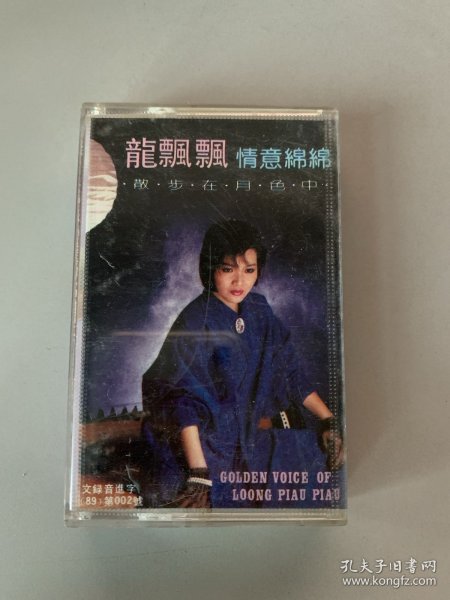 龍飄飄 情意綿綿
·散·步·在·月·色·中·
GOLDEN VOICE OF
LOONG PIAU PIAU
文録音進字
(89)第002號
孔夫子旧书网
www.kongfz.com